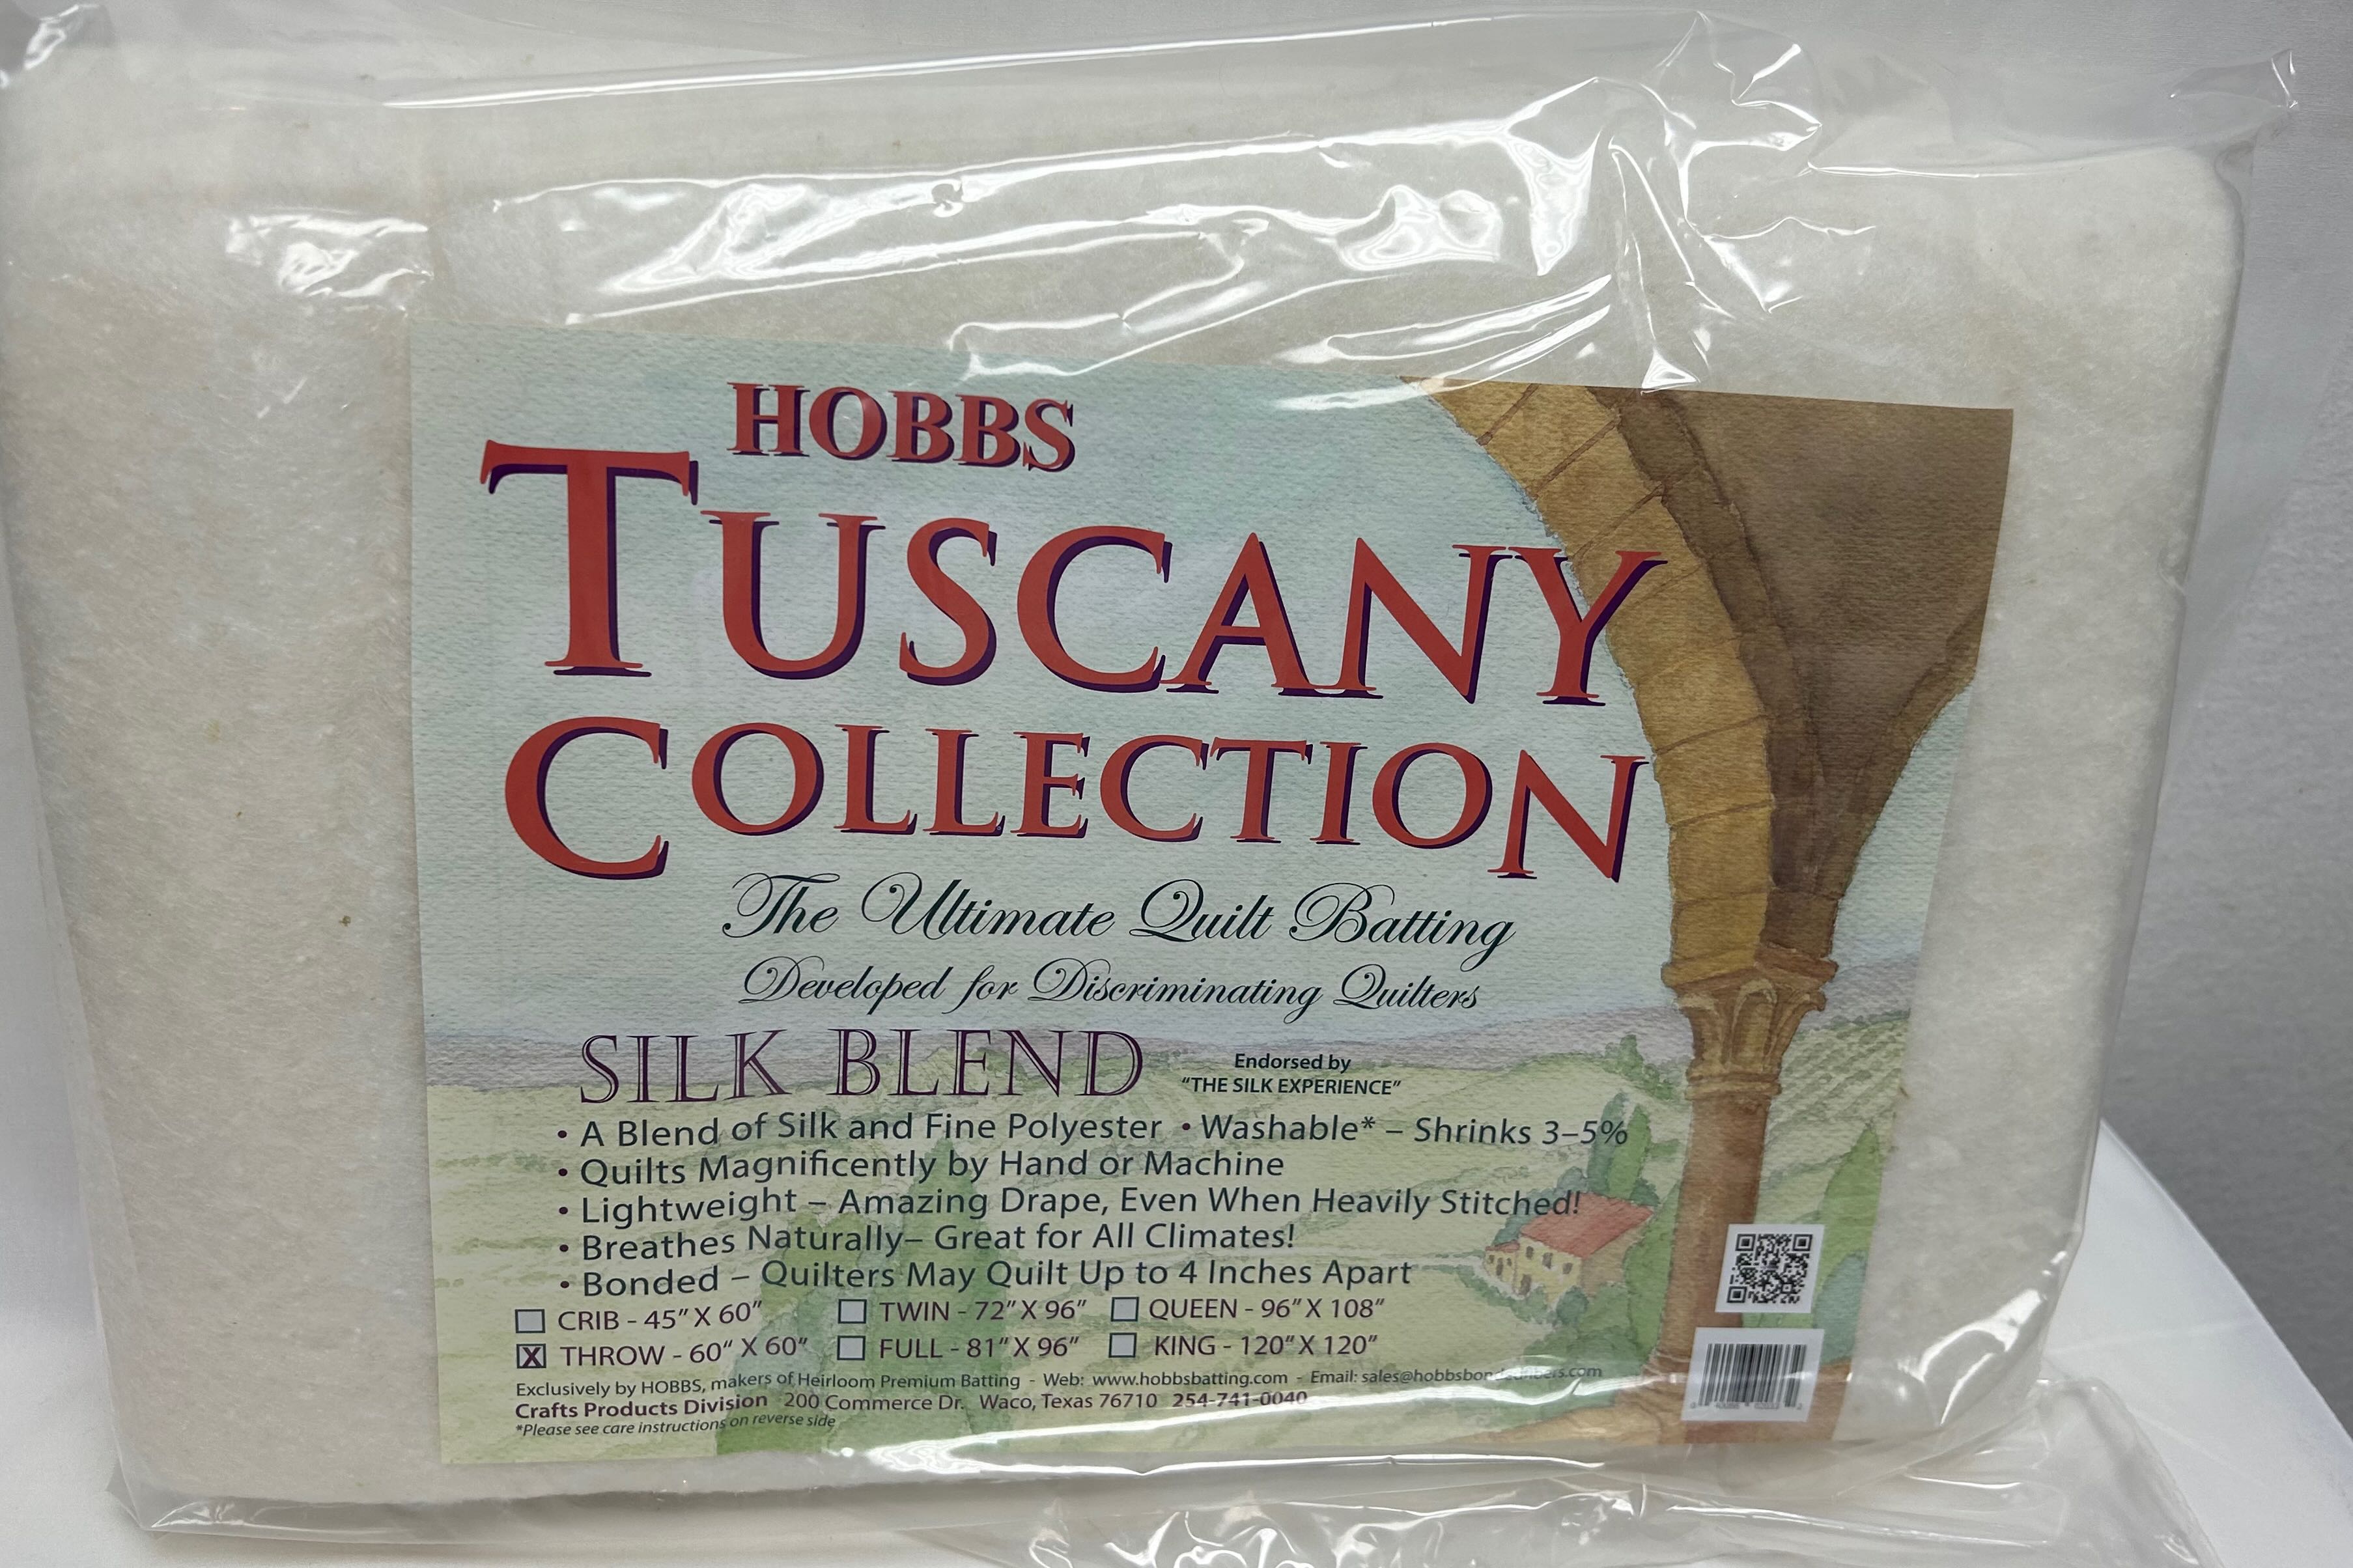 HOBBS
TUSCANY
COLLECTION
The Ultimate Quilt Batting
Developed for Discriminating Quilters
SILK BLEND
Endorsed by
"THE SILK EXPERIENCE"
• A Blend of Silk and Fine Polyester • Washable* – Shrinks 3–5%
• Quilts Magnificently by Hand or Machine
• Lightweight – Amazing Drape, Even When Heavily Stitched!
• Breathes Naturally– Great for All Climates!
• Bonded – Quilters May Quilt Up to 4 Inches Apart
CRIB - 45" X 60" TWIN - 72" X 96" QUEEN - 96" X 108"
X THROW - 60" X 60" FULL - 81" X 96" KING - 120" X 120"
Exclusively by HOBBS, makers of Heirloom Premium Batting - Web: www.hobbsbatting.com - Email:
Crafts Products Division 200 Commerce Dr. Waco, Texas 76710 254-741-0040
*Please see care instructions on reverse side